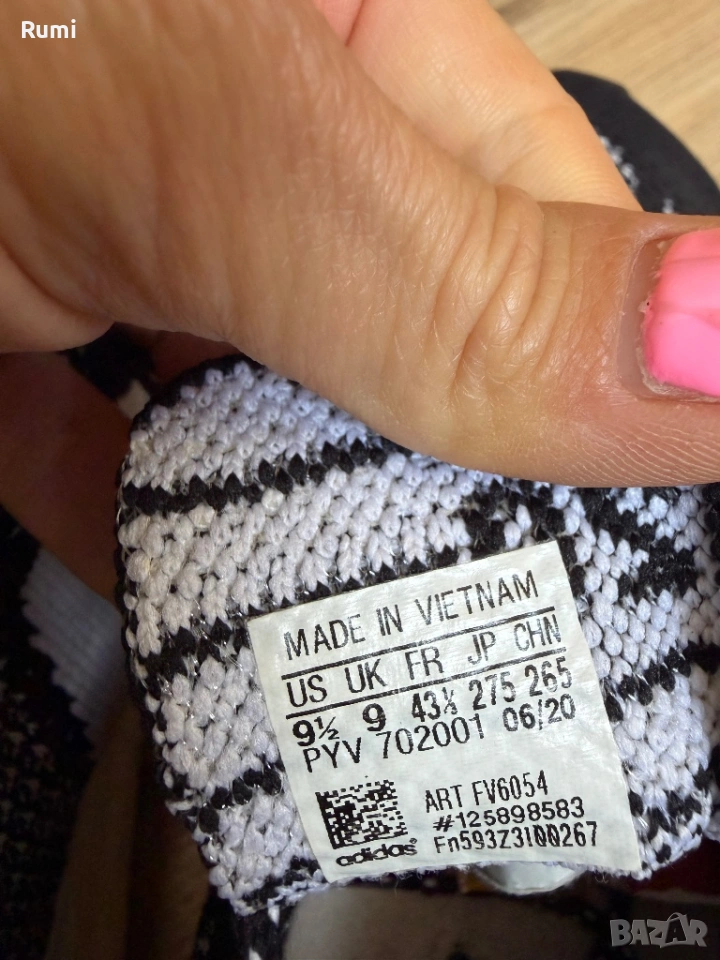 Rumi
MADE IN VIETNAM
US UK FR JP CHN
9½ 9 43⅓ 275 265
PYV 702001 06/20
ART FV6054
#125898583
Fn593Z3I00267
adidas
BAZAR